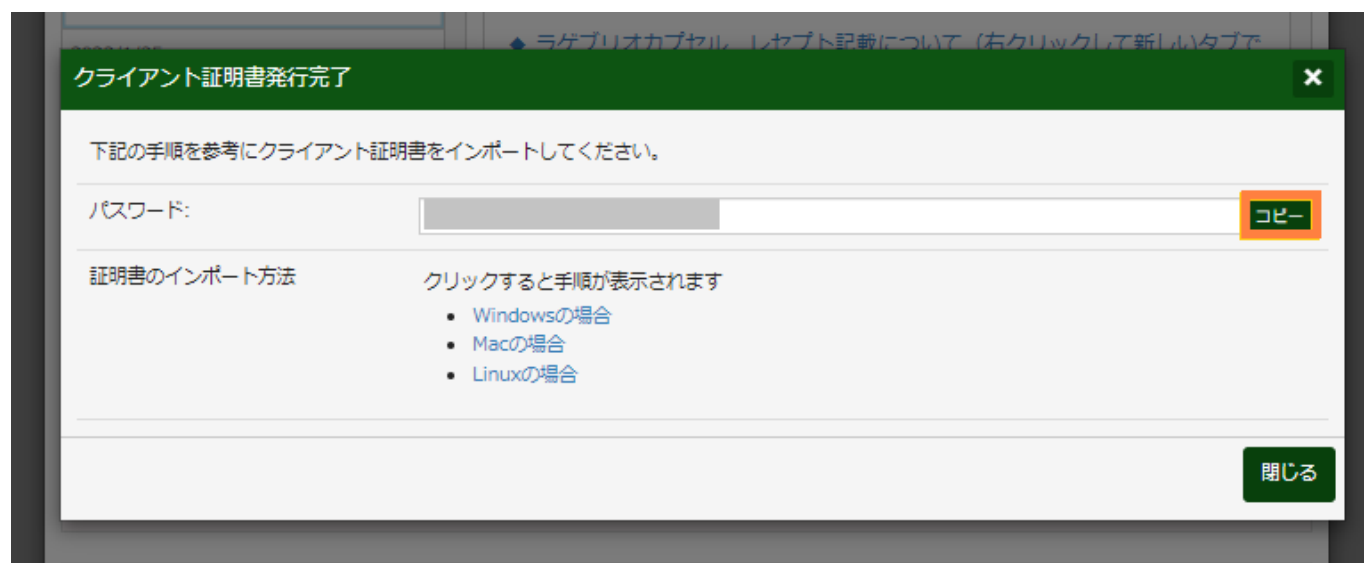 ◆ ラゲブリオカプセル　レセプト記載について（右クリックして新しいタブで
クライアント証明書発行完了
×
下記の手順を参考にクライアント証明書をインポートしてください。
パスワード:
コピー
証明書のインポート方法
クリックすると手順が表示されます
• Windowsの場合
• Macの場合
• Linuxの場合
閉じる